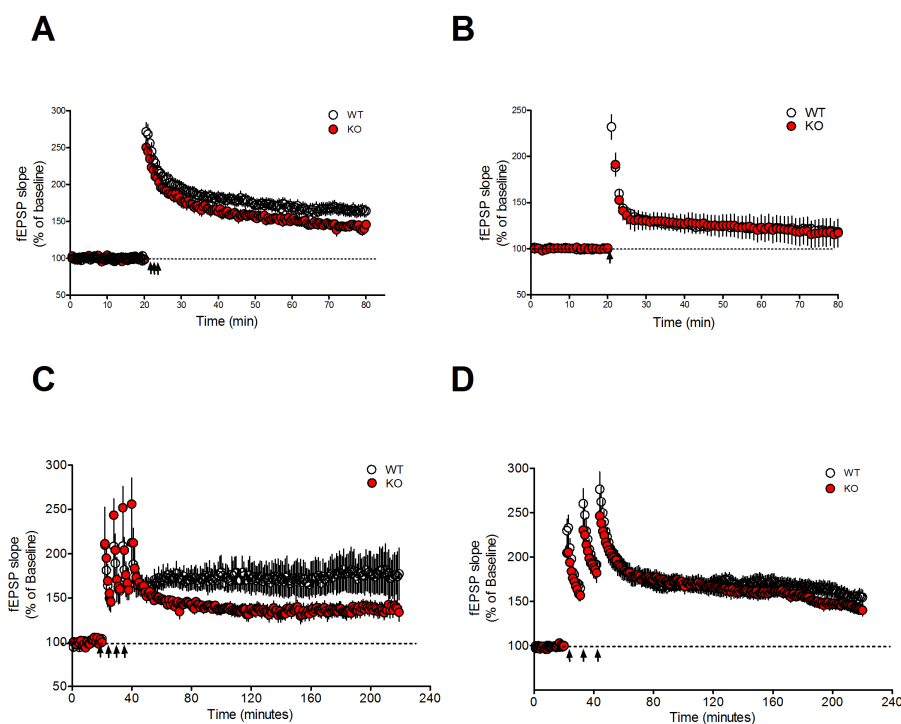 A
B
fEPSP slope
(% of baseline)
300
250
200
150
100
50
0
10
20
30
40
50
60
70
80
Time (min)
WT
KO
fEPSP slope
(% of baseline)
250
200
150
100
50
0
10
20
30
40
50
60
70
80
Time (min)
WT
KO
C
D
fEPSP slope
(% of Baseline)
300
250
200
150
100
50
0
40
80
120
160
200
240
Time (minutes)
WT
KO
fEPSP slope
(% of Baseline)
300
250
200
150
100
50
0
40
80
120
160
200
240
Time (minutes)
WT
KO